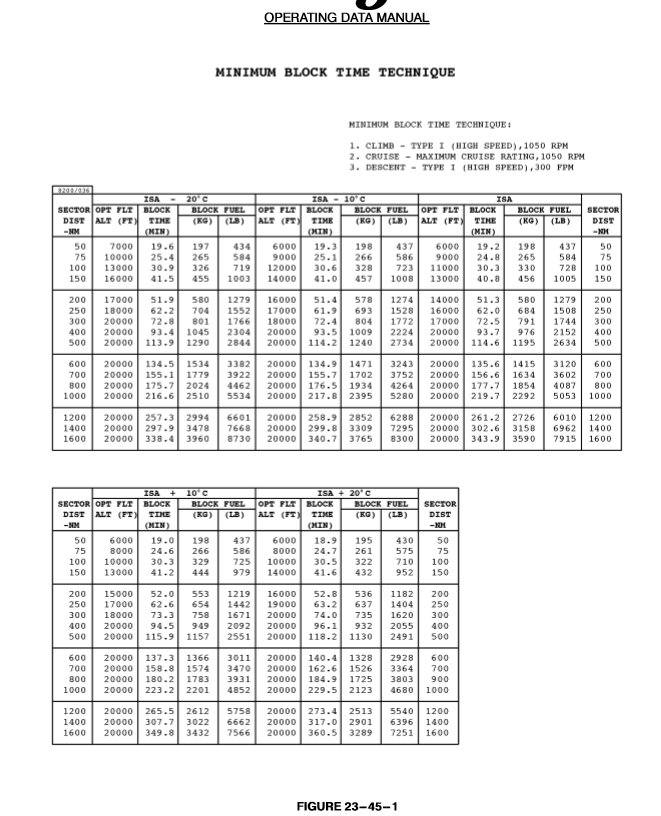 OPERATING DATA MANUAL
MINIMUM BLOCK TIME TECHNIQUE
MINIMUM BLOCK TIME TECHNIQUE:
1. CLIMB - TYPE I (HIGH SPEED),1050 RPM
2. CRUISE - MAXIMUM CRUISE RATING,1050 RPM
3. DESCENT - TYPE I (HIGH SPEED),300 FPM
8200/036
ISA - 20°C ISA - 10°C ISA
SECTOR OPT FLT BLOCK BLOCK FUEL OPT FLT BLOCK BLOCK FUEL OPT FLT BLOCK BLOCK FUEL SECTOR
DIST ALT (FT) TIME (KG) (LB) ALT (FT) TIME (KG) (LB) ALT (FT) TIME (KG) (LB) DIST
-NM (MIN) (MIN) (MIN) -NM
50 7000 19.6 197 434 6000 19.3 198 437 6000 19.2 198 437 50
75 10000 25.4 265 584 9000 25.1 266 586 9000 24.8 265 584 75
100 13000 30.9 326 719 12000 30.6 328 723 11000 30.3 330 728 100
150 16000 41.5 455 1003 14000 41.0 457 1008 13000 40.8 456 1005 150
200 17000 51.9 580 1279 16000 51.4 578 1274 14000 51.3 580 1279 200
250 18000 62.2 704 1552 17000 61.9 693 1528 16000 62.0 684 1508 250
300 20000 72.8 801 1766 18000 72.4 804 1772 17000 72.5 791 1744 300
400 20000 93.4 1045 2304 20000 93.5 1009 2224 20000 93.7 976 2152 400
500 20000 113.9 1290 2844 20000 114.2 1240 2734 20000 114.6 1195 2634 500
600 20000 134.5 1534 3382 20000 134.9 1471 3243 20000 135.6 1415 3120 600
700 20000 155.1 1779 3922 20000 155.7 1702 3752 20000 156.6 1634 3602 700
800 20000 175.7 2024 4462 20000 176.5 1934 4264 20000 177.7 1854 4087 800
1000 20000 216.6 2510 5534 20000 217.8 2395 5280 20000 219.7 2292 5053 1000
1200 20000 257.3 2994 6601 20000 258.9 2852 6288 20000 261.2 2726 6010 1200
1400 20000 297.9 3478 7668 20000 299.8 3309 7295 20000 302.6 3158 6962 1400
1600 20000 338.4 3960 8730 20000 340.7 3765 8300 20000 343.9 3590 7915 1600
ISA + 10°C ISA + 20°C
SECTOR OPT FLT BLOCK BLOCK FUEL OPT FLT BLOCK BLOCK FUEL SECTOR
DIST ALT (FT) TIME (KG) (LB) ALT (FT) TIME (KG) (LB) DIST
-NM (MIN) (MIN) -NM
50 6000 19.0 198 437 6000 18.9 195 430 50
75 8000 24.6 266 586 8000 24.7 261 575 75
100 10000 30.3 329 725 10000 30.5 322 710 100
150 13000 41.2 444 979 14000 41.6 432 952 150
200 15000 52.0 553 1219 16000 52.8 536 1182 200
250 17000 62.6 654 1442 19000 63.2 637 1404 250
300 18000 73.3 758 1671 20000 74.0 735 1620 300
400 20000 94.5 949 2092 20000 96.1 932 2055 400
500 20000 115.9 1157 2551 20000 118.2 1130 2491 500
600 20000 137.3 1366 3011 20000 140.4 1328 2928 600
700 20000 158.8 1574 3470 20000 162.6 1526 3364 700
800 20000 180.2 1783 3931 20000 184.9 1725 3803 900
1000 20000 223.2 2201 4852 20000 229.5 2123 4680 1000
1200 20000 265.5 2612 5758 20000 273.4 2513 5540 1200
1400 20000 307.7 3022 6662 20000 317.0 2901 6396 1400
1600 20000 349.8 3432 7566 20000 360.5 3289 7251 1600
FIGURE 23-45-1